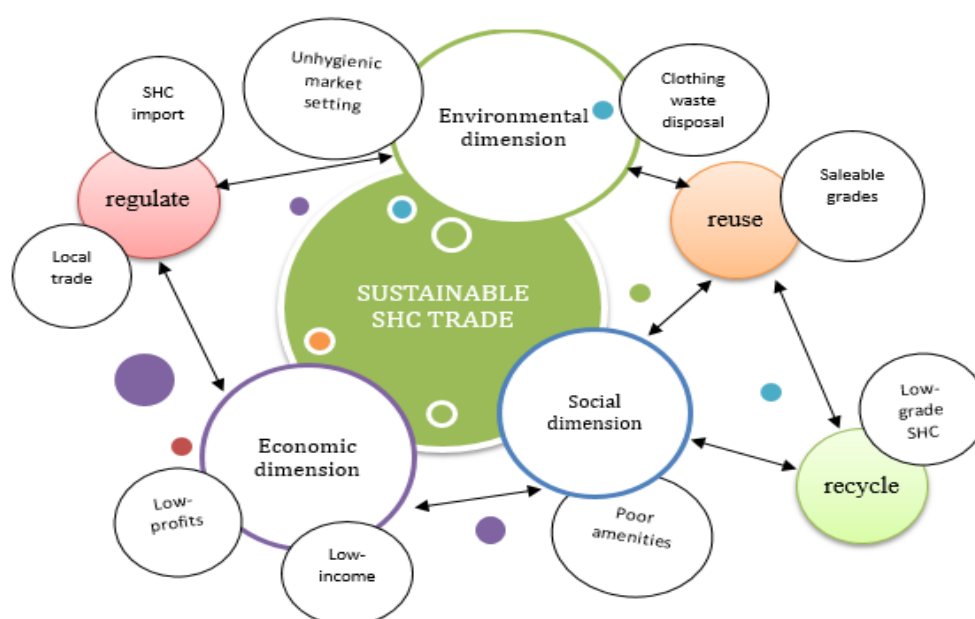 Unhygienic
market
setting
SHC
import
Environmental
dimension
Clothing
waste
disposal
regulate
Saleable
grades
reuse
Local
trade
SUSTAINABLE
SHC TRADE
Economic
dimension
Social
dimension
Low-
grade
SHC
recycle
Low-
profits
Low-
income
Poor
amenities